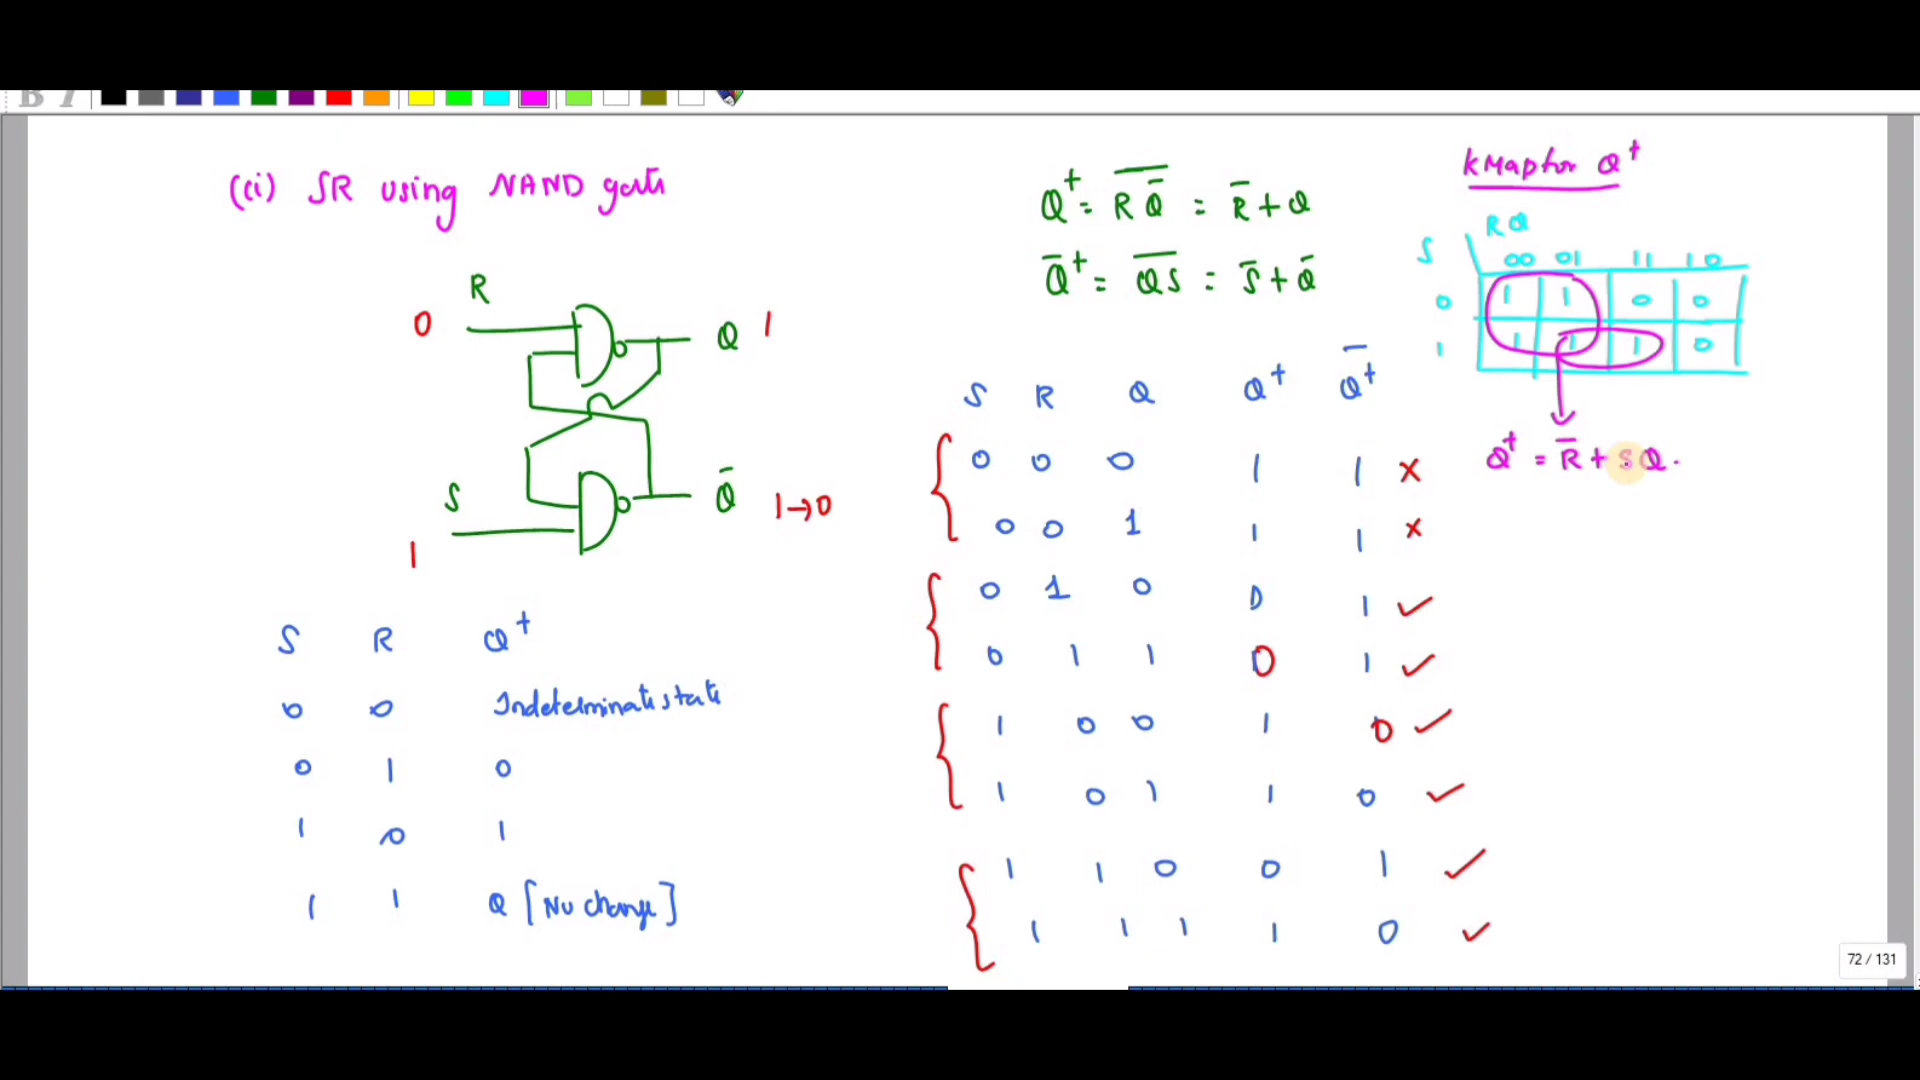 B I
(ii) SR using NAND gate
R
0
Q 1
S
1
Q̅ 1→0
S R Q⁺
0 0 Indeterminate state
0 1 0
1 0 1
1 1 Q [No change]
Q⁺ = \overline{R Q̅} = R̅ + Q
Q̅⁺ = \overline{QS} = S̅ + Q̅
S R Q Q⁺ \overline{Q⁺}
0 0 0 1 1 ×
0 0 1 1 1 ×
0 1 0 0 1 ✓
0 1 1 0 1 ✓
1 0 0 1 0 ✓
1 0 1 1 0 ✓
1 1 0 0 1 ✓
1 1 1 1 0 ✓
kMap for Q⁺
S RQ
00 01 11 10
0 1 1 0 0
1 1 1 1 0
Q⁺ = R̅ + SQ.
72 / 131